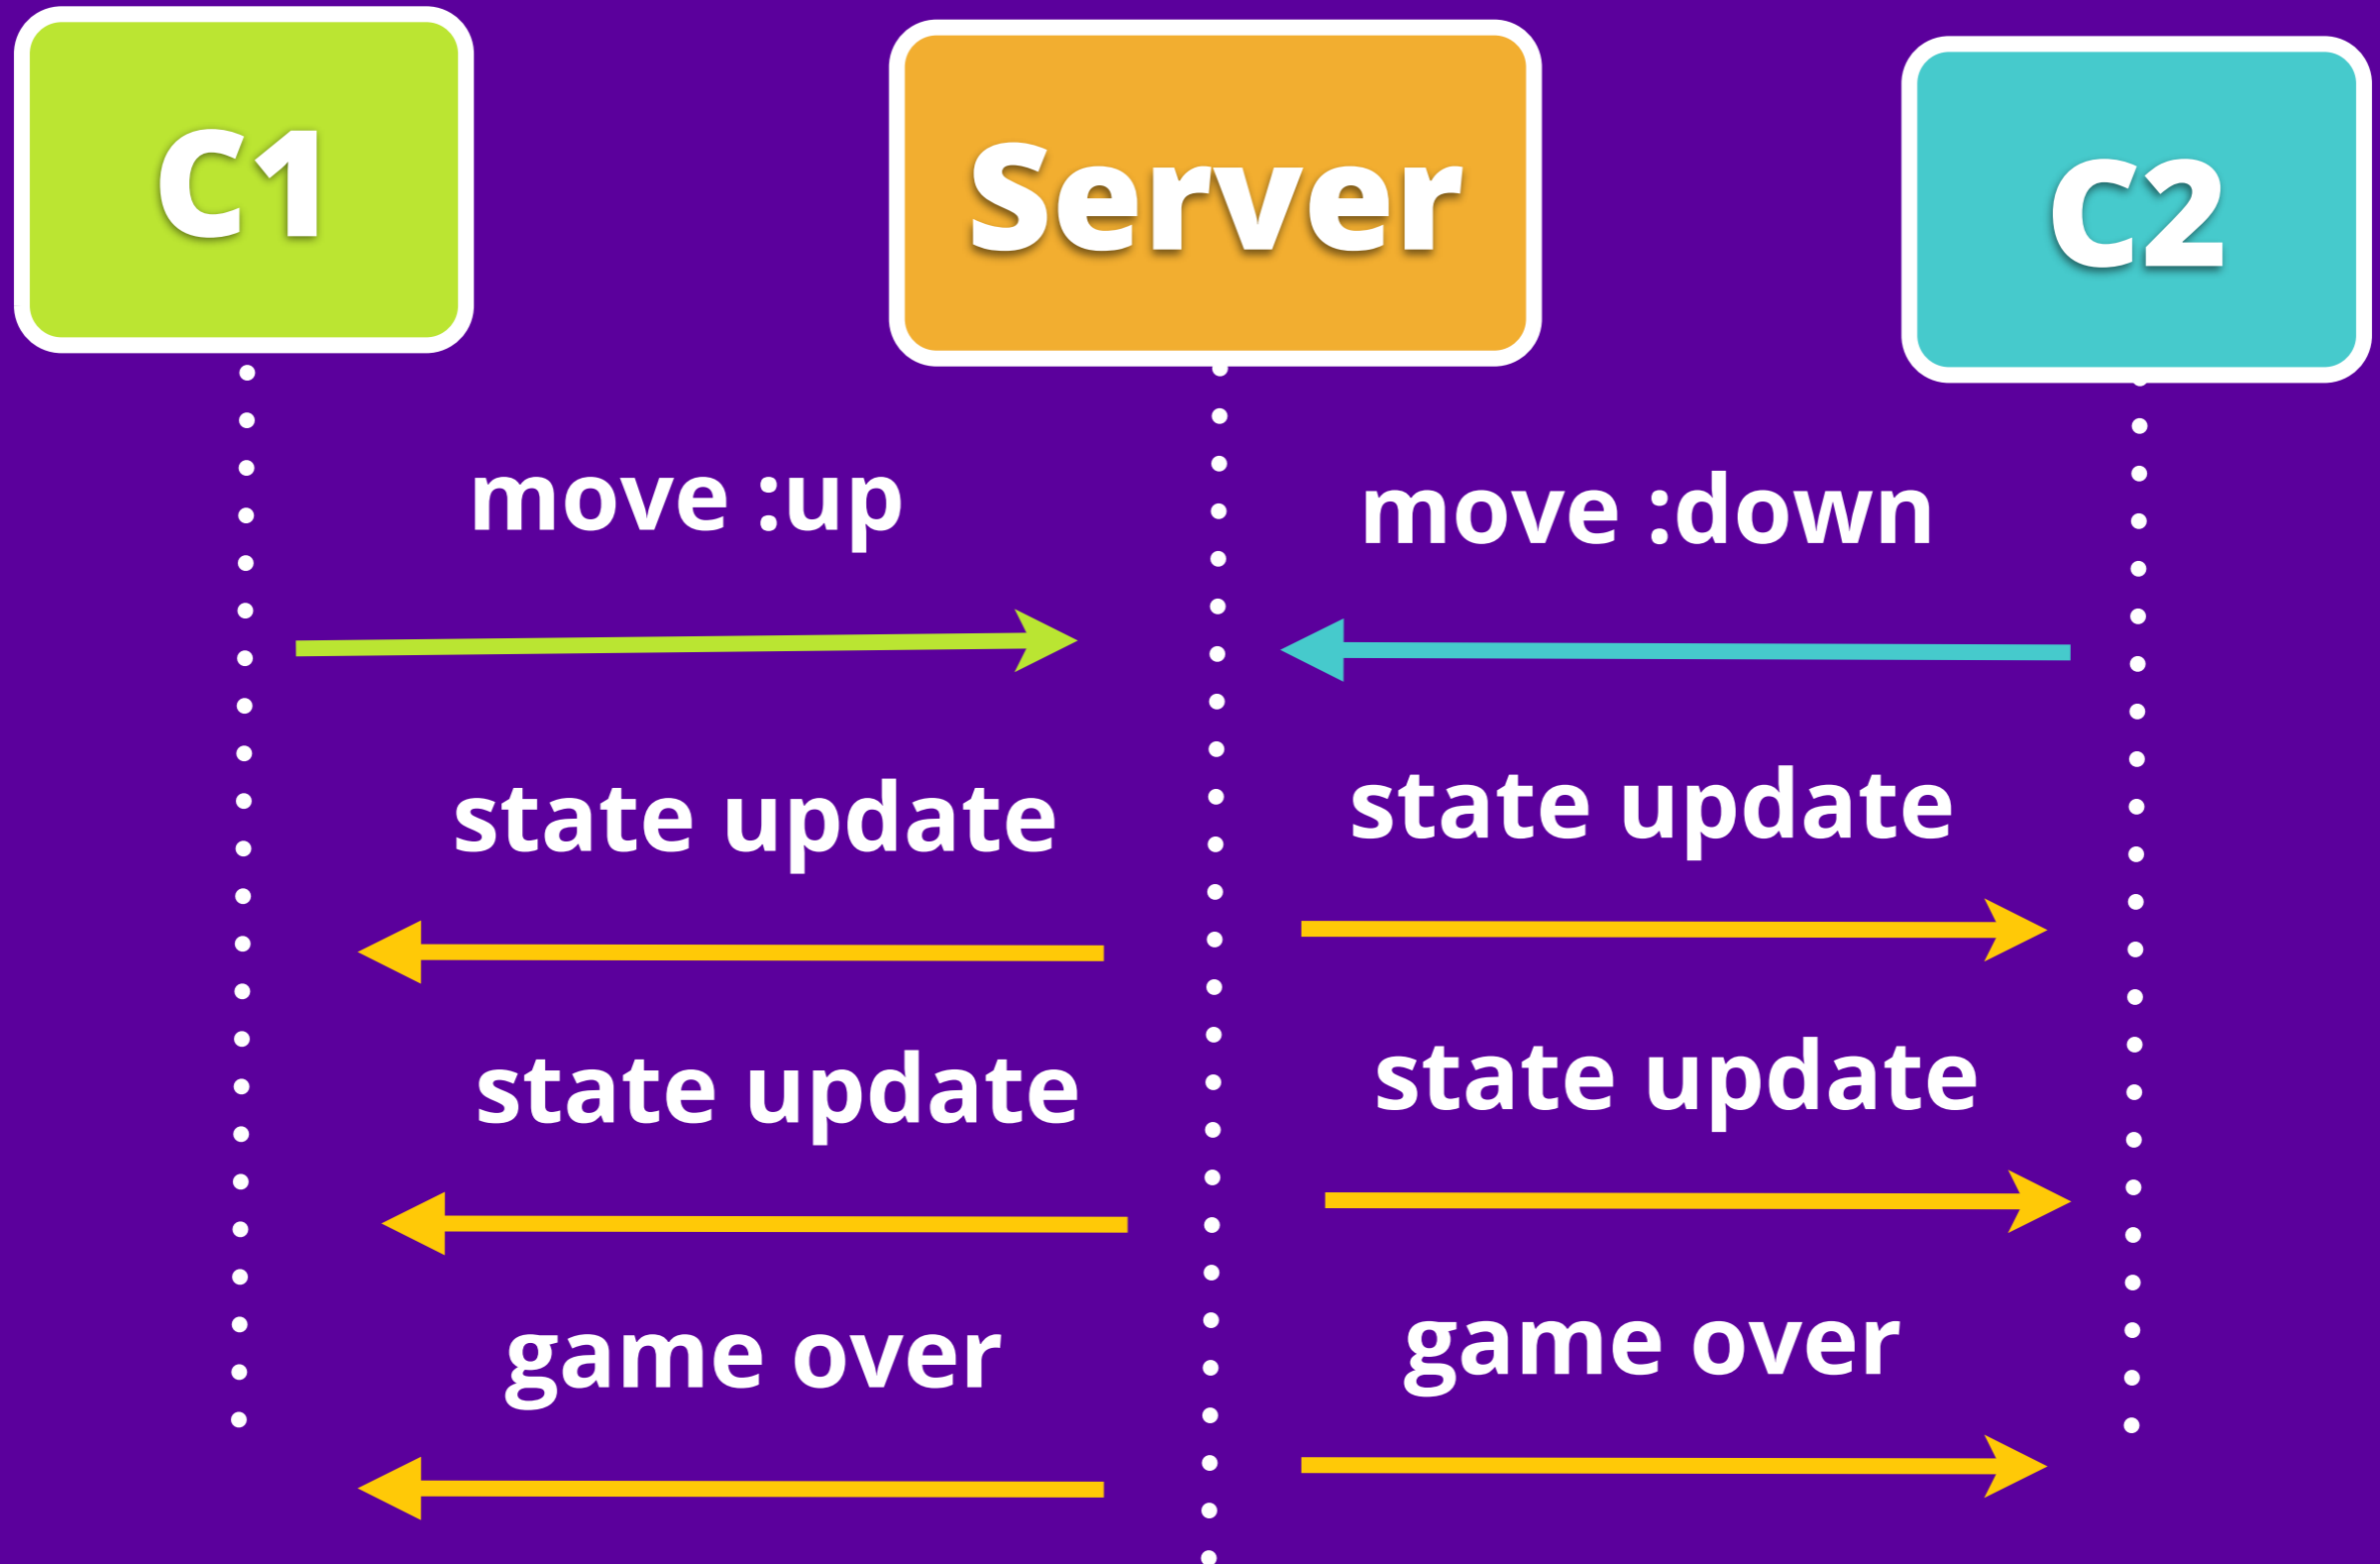 C1
Server
C2
move :up
move :down
state update
state update
state update
state update
game over
game over